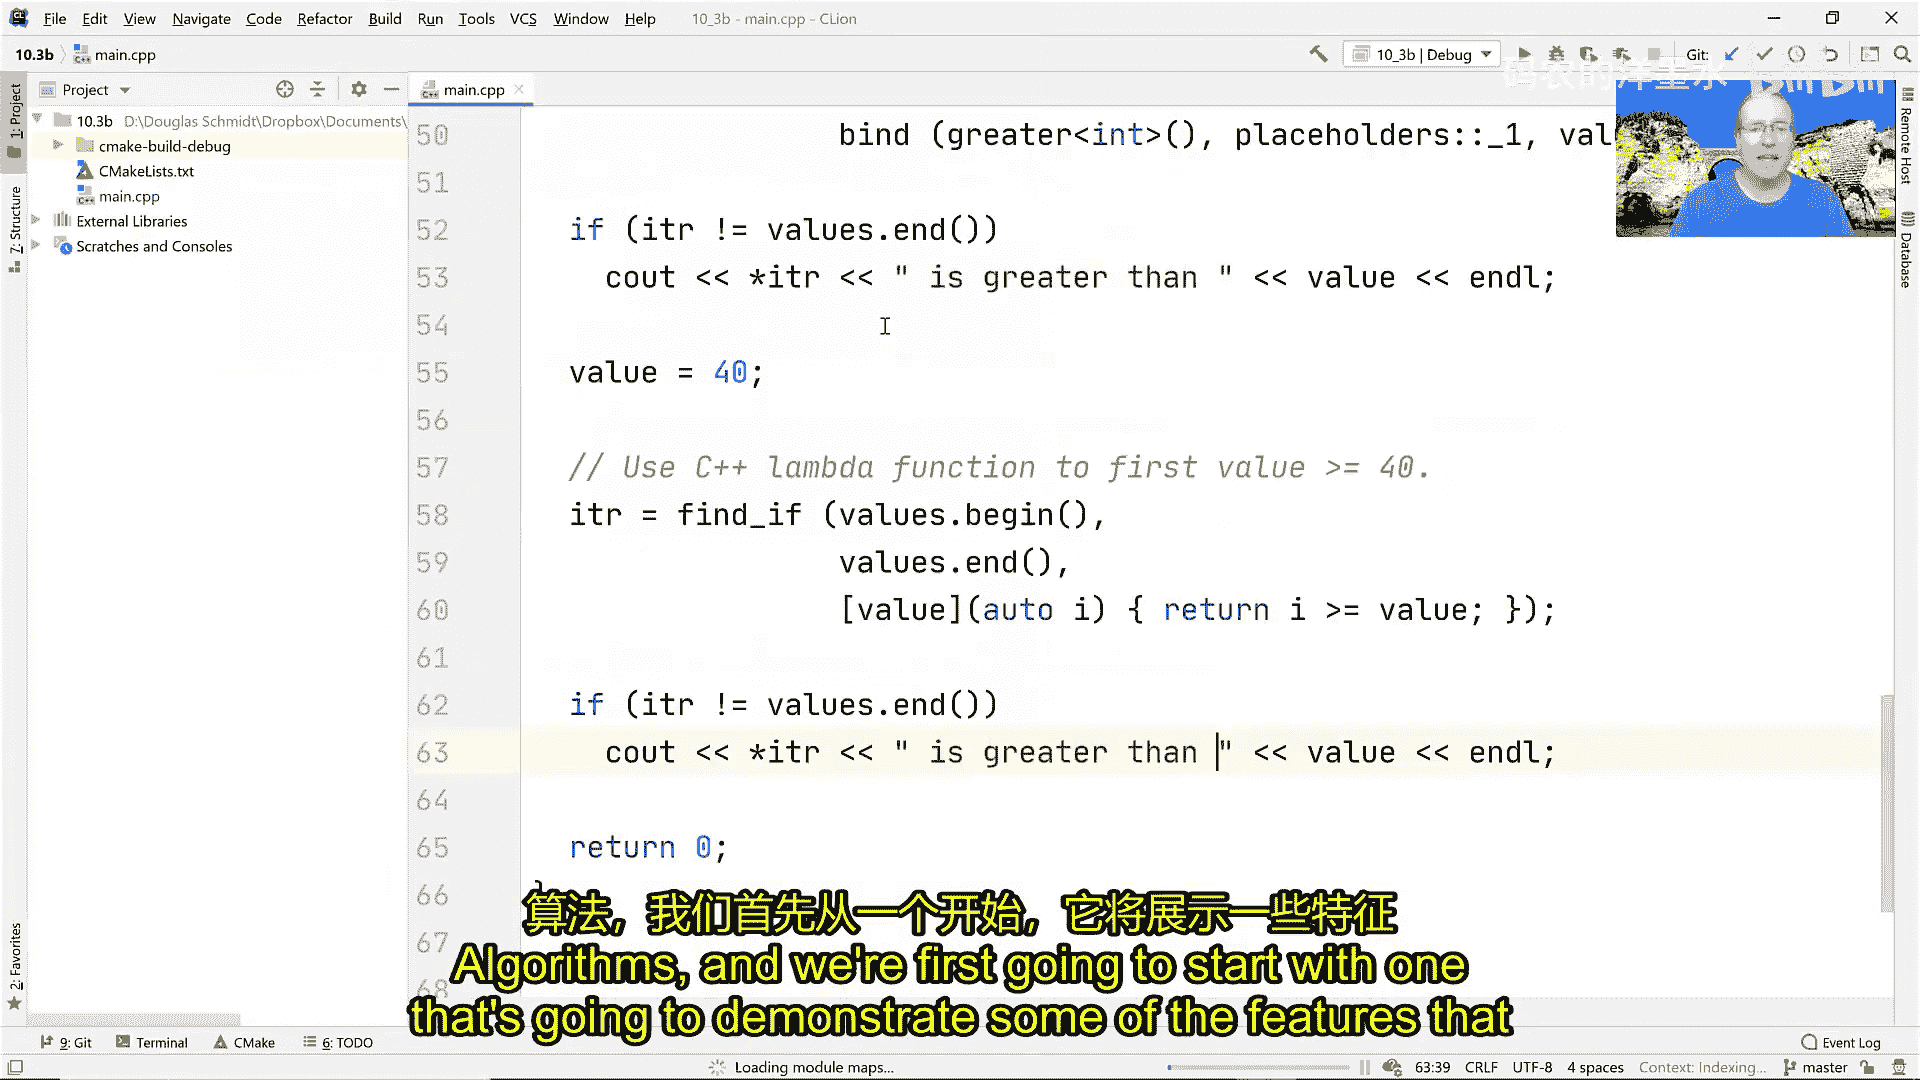 File Edit View Navigate Code Refactor Build Run Tools VCS Window Help 10_3b - main.cpp - CLion
10.3b main.cpp 10_3b | Debug Git:
码农的洋墨水
Project main.cpp
10.3b D:\Douglas Schmidt\Dropbox\Documents\
cmake-build-debug
CMakeLists.txt
main.cpp
External Libraries
Scratches and Consoles
1: Project
7: Structure
2: Favorites
Remote Host
Database
50 bind (greater<int>(), placeholders::_1, val
51
52 if (itr != values.end())
53 cout << *itr << " is greater than " << value << endl;
54
55 value = 40;
56
57 // Use C++ lambda function to first value >= 40.
58 itr = find_if (values.begin(),
59 values.end(),
60 [value](auto i) { return i >= value; });
61
62 if (itr != values.end())
63 cout << *itr << " is greater than " << value << endl;
64
65 return 0;
66 }
67
68
算法，我们首先从一个开始，它将展示一些特征
Algorithms, and we're first going to start with one
that's going to demonstrate some of the features that
9: Git Terminal CMake 6: TODO Event Log
Loading module maps... 63:39 CRLF UTF-8 4 spaces Context: Indexing... master